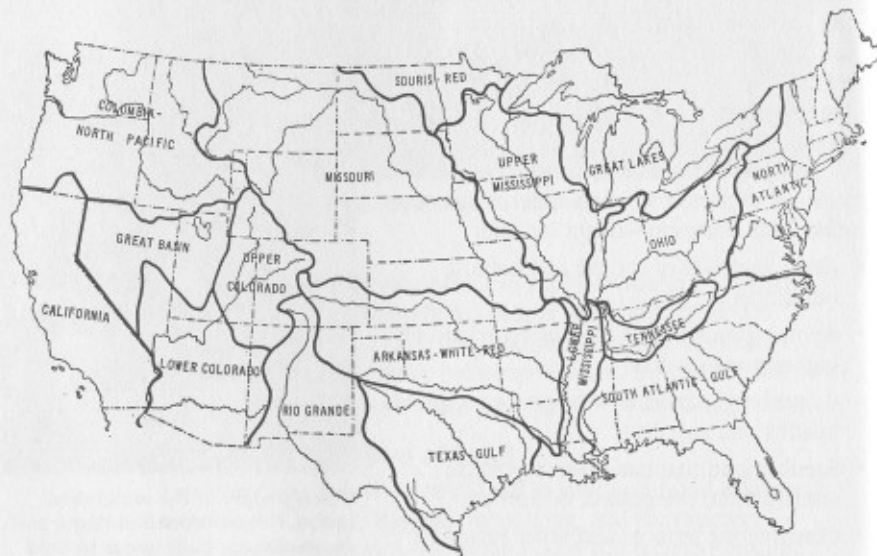 SOURIS-RED
COLUMBIA-
NORTH PACIFIC
MISSOURI
UPPER
MISSISSIPPI
GREAT LAKES
NORTH
ATLANTIC
GREAT BASIN
UPPER
COLORADO
OHIO
CALIFORNIA
LOWER COLORADO
ARKANSAS-WHITE-RED
LOWER
MISSISSIPPI
TENNESSEE
SOUTH ATLANTIC GULF
RIO GRANDE
TEXAS-GULF